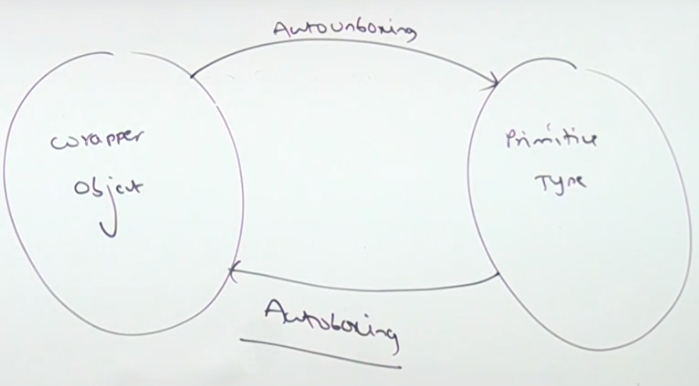 Autounboxing
Wrapper
Object
Primitive
Type
Autoboxing